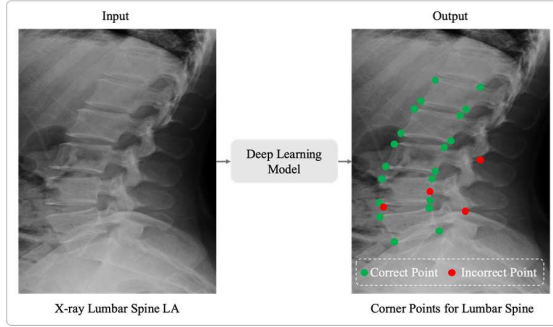 Input
Output
Deep Learning
Model
Correct Point
Incorrect Point
X-ray Lumbar Spine LA
Corner Points for Lumbar Spine